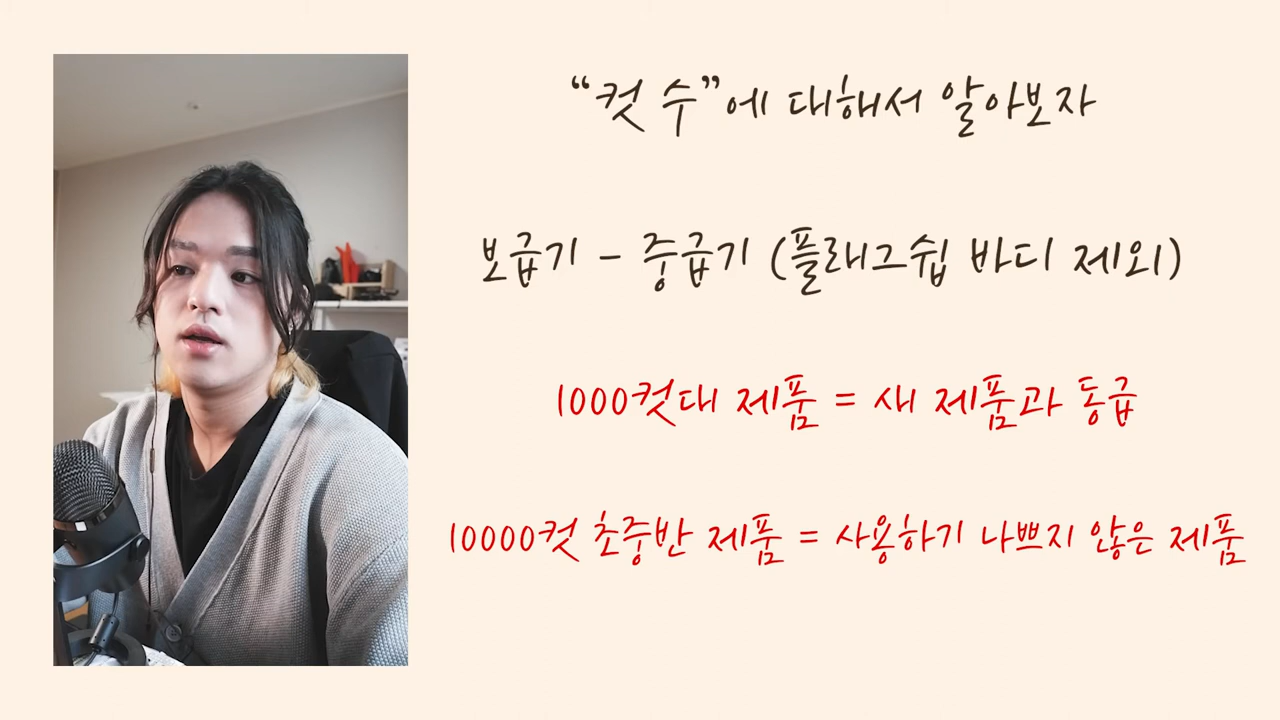 “컷 수”에 대해서 알아보자
보급기 - 중급기 (플래그쉽 바디 제외)
1000컷대 제품 = 새 제품과 동급
10000컷 초중반 제품 = 사용하기 나쁘지 않은 제품